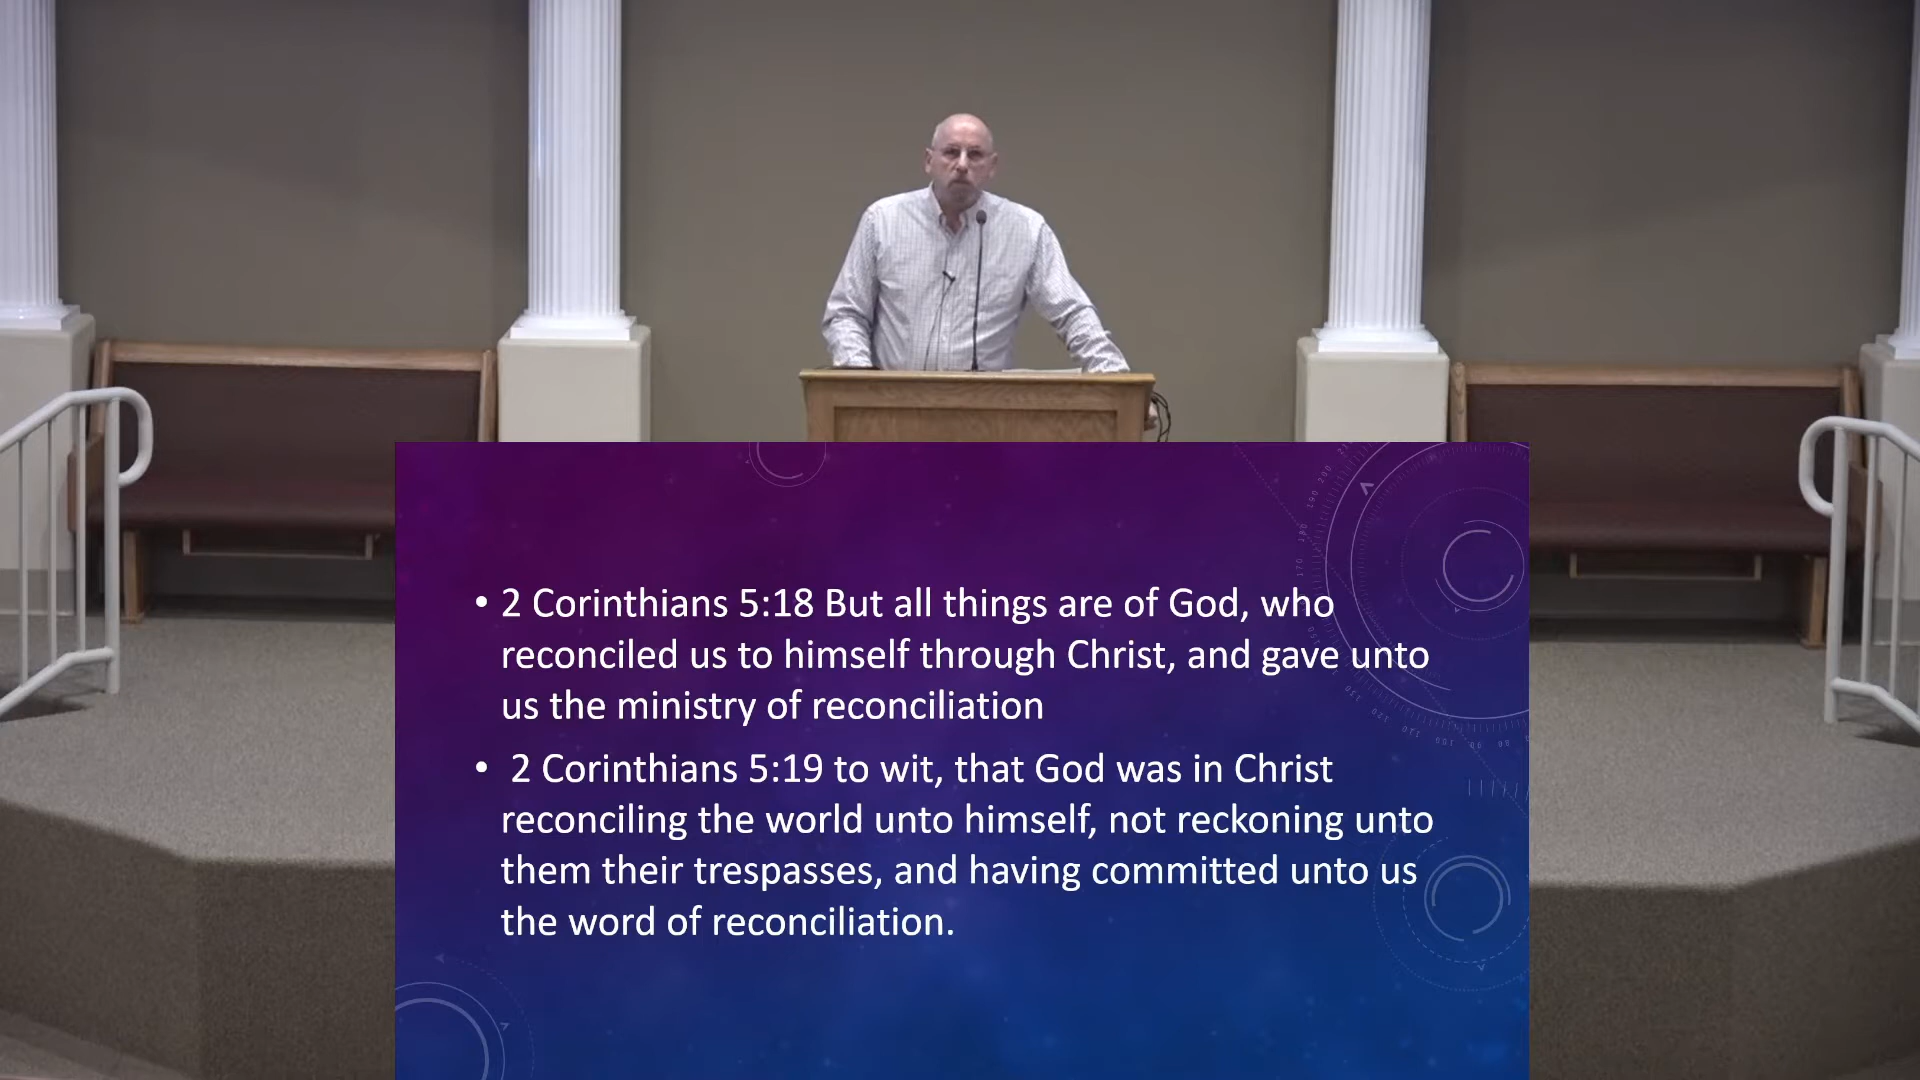 • 2 Corinthians 5:18 But all things are of God, who
reconciled us to himself through Christ, and gave unto
us the ministry of reconciliation
• 2 Corinthians 5:19 to wit, that God was in Christ
reconciling the world unto himself, not reckoning unto
them their trespasses, and having committed unto us
the word of reconciliation.